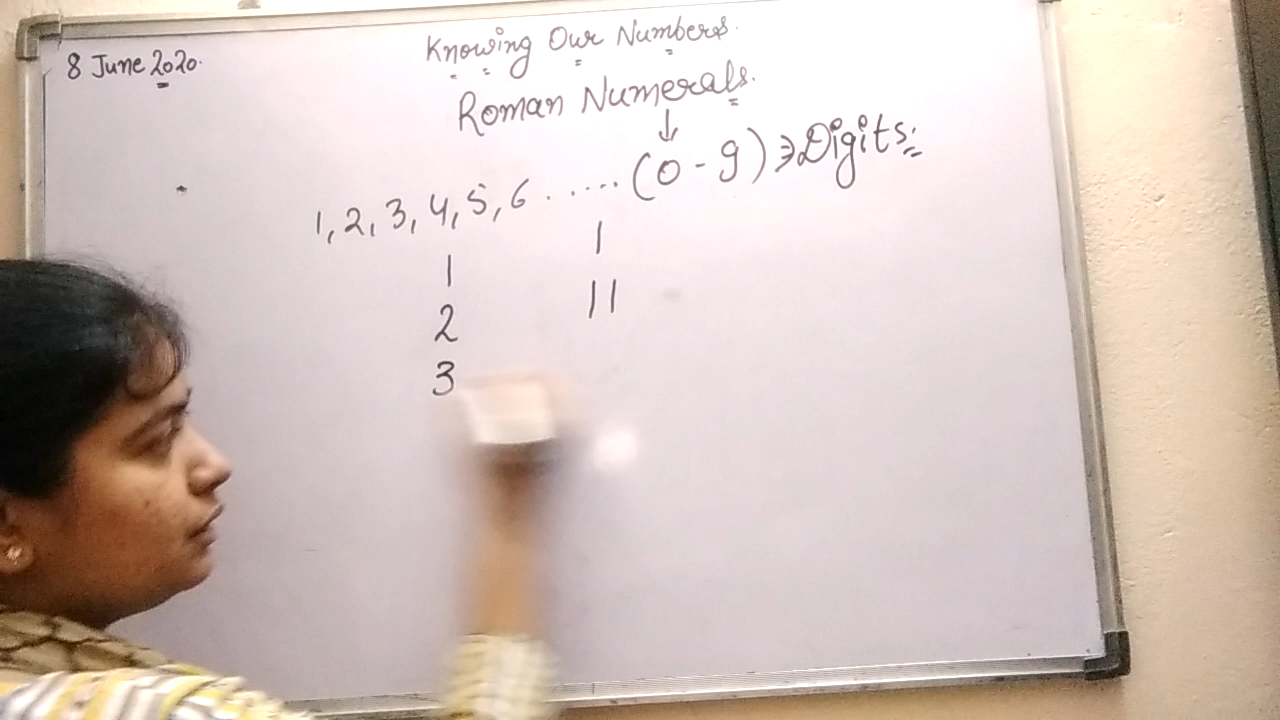 8 June 2020.
Knowing Our Numbers.
Roman Numerals.
↓
1, 2, 3, 4, 5, 6 ...... (0 - 9) ⇒ Digits.
1 I
2 II
3